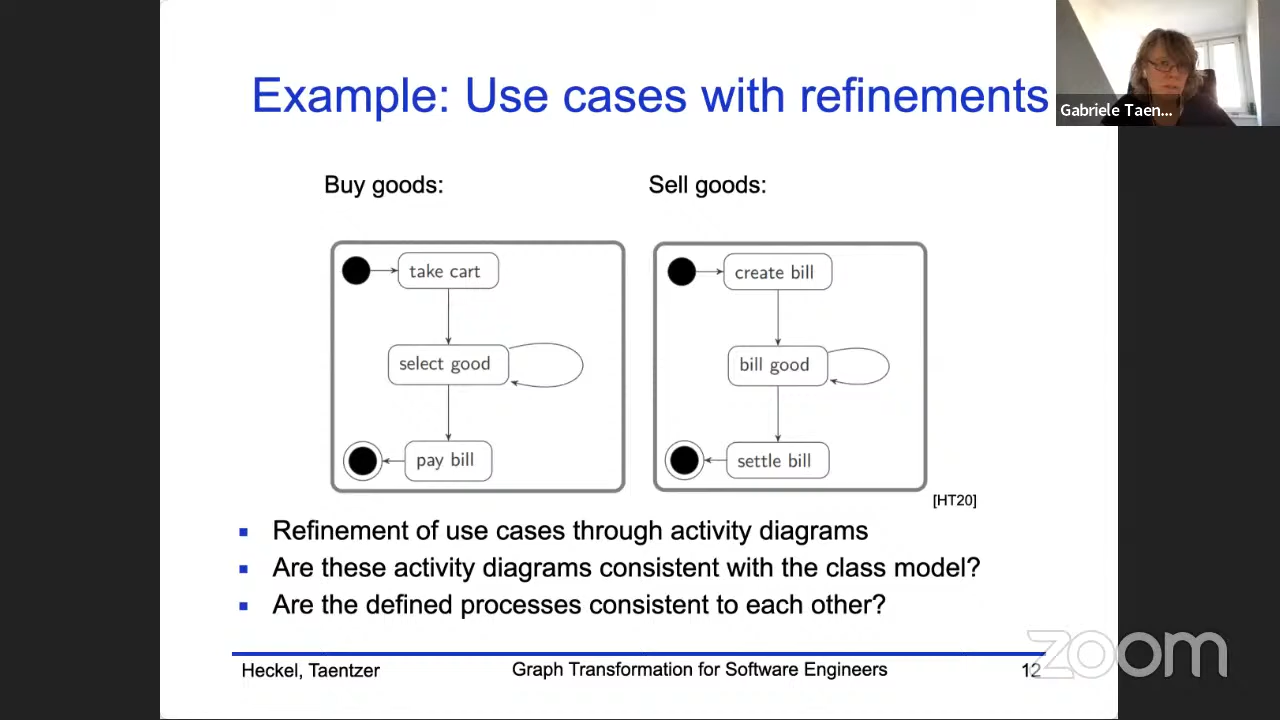 Example: Use cases with refinements
Gabriele Taen...
Buy goods:
Sell goods:
take cart
select good
pay bill
create bill
bill good
settle bill
[HT20]
Refinement of use cases through activity diagrams
Are these activity diagrams consistent with the class model?
Are the defined processes consistent to each other?
Heckel, Taentzer
Graph Transformation for Software Engineers
12
zoom